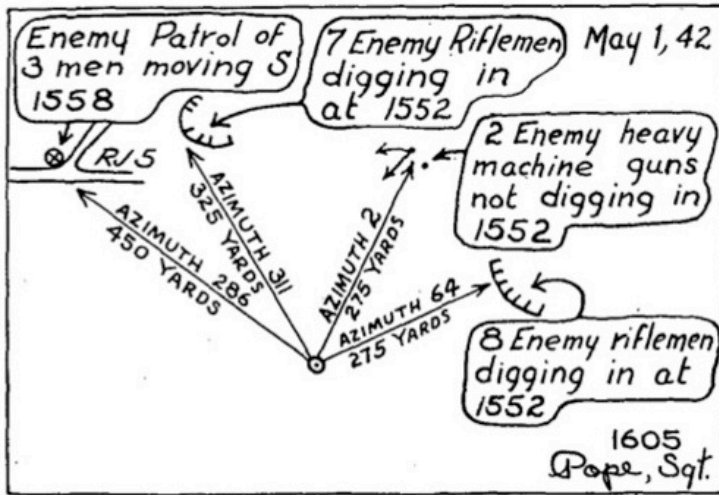 Enemy Patrol of
3 men moving S
1558
7 Enemy Riflemen
digging in
at 1552
May 1, 42
2 Enemy heavy
machine guns
not digging in
1552
RJ5
AZIMUTH 286
450 YARDS
AZIMUTH 311
325 YARDS
AZIMUTH 2
275 YARDS
AZIMUTH 64
275 YARDS
8 Enemy riflemen
digging in at
1552
1605
Pope, Sgt.